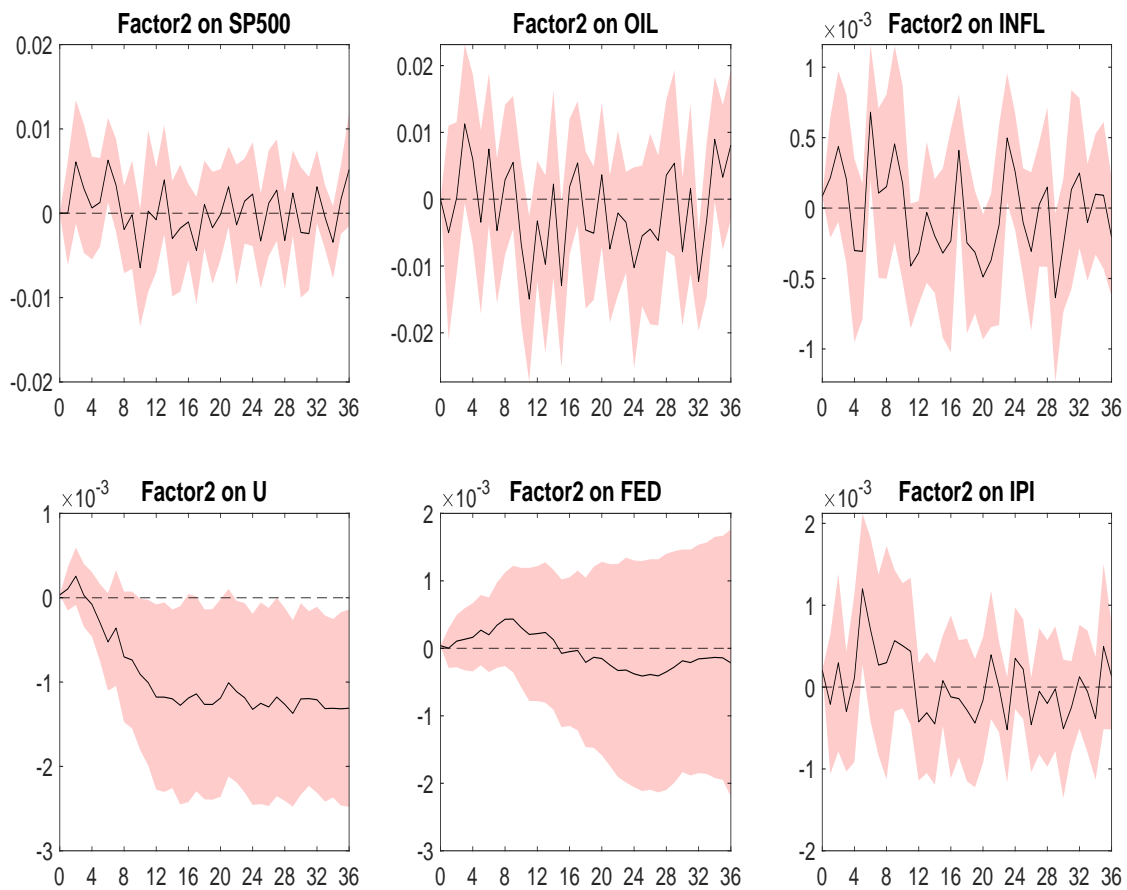 Factor2 on SP500
0.02
0.01
0
-0.01
-0.02
0 4 8 12 16 20 24 28 32 36
Factor2 on OIL
0.02
0.01
0
-0.01
-0.02
0 4 8 12 16 20 24 28 32 36
×10-3
Factor2 on INFL
1
0.5
0
-0.5
-1
0 4 8 12 16 20 24 28 32 36
×10-3
Factor2 on U
1
0
-1
-2
-3
0 4 8 12 16 20 24 28 32 36
×10-3
Factor2 on FED
2
1
0
-1
-2
-3
0 4 8 12 16 20 24 28 32 36
×10-3
Factor2 on IPI
2
1
0
-1
-2
0 4 8 12 16 20 24 28 32 36